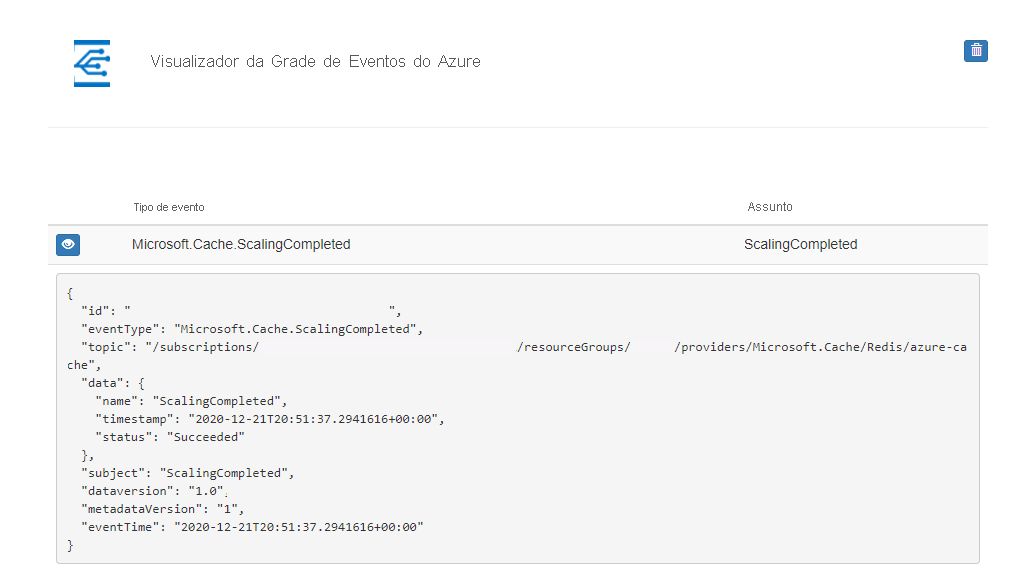 Visualizador da Grade de Eventos do Azure
Tipo de evento Assunto
Microsoft.Cache.ScalingCompleted ScalingCompleted
{
"id": " ",
"eventType": "Microsoft.Cache.ScalingCompleted",
"topic": "/subscriptions/ /resourceGroups/ /providers/Microsoft.Cache/Redis/azure-ca
che",
"data": {
"name": "ScalingCompleted",
"timestamp": "2020-12-21T20:51:37.2941616+00:00",
"status": "Succeeded"
},
"subject": "ScalingCompleted",
"dataversion": "1.0",
"metadataVersion": "1",
"eventTime": "2020-12-21T20:51:37.2941616+00:00"
}